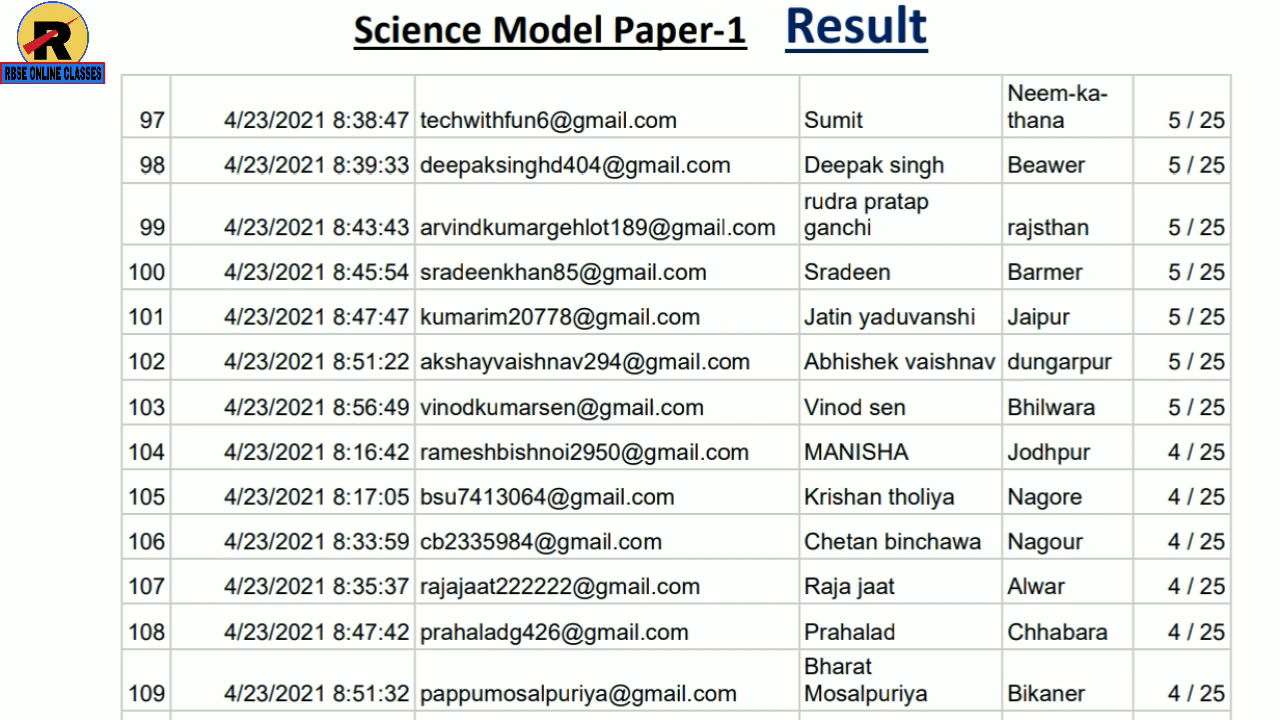 R
RBSE ONLINE CLASSES
Science Model Paper-1 Result
97 4/23/2021 8:38:47 techwithfun6@gmail.com Sumit Neem-ka-
thana 5 / 25
98 4/23/2021 8:39:33 deepaksinghd404@gmail.com Deepak singh Beawer 5 / 25
99 4/23/2021 8:43:43 arvindkumargehlot189@gmail.com rudra pratap
ganchi rajsthan 5 / 25
100 4/23/2021 8:45:54 sradeenkhan85@gmail.com Sradeen Barmer 5 / 25
101 4/23/2021 8:47:47 kumarim20778@gmail.com Jatin yaduvanshi Jaipur 5 / 25
102 4/23/2021 8:51:22 akshayvaishnav294@gmail.com Abhishek vaishnav dungarpur 5 / 25
103 4/23/2021 8:56:49 vinodkumarsen@gmail.com Vinod sen Bhilwara 5 / 25
104 4/23/2021 8:16:42 rameshbishnoi2950@gmail.com MANISHA Jodhpur 4 / 25
105 4/23/2021 8:17:05 bsu7413064@gmail.com Krishan tholiya Nagore 4 / 25
106 4/23/2021 8:33:59 cb2335984@gmail.com Chetan binchawa Nagour 4 / 25
107 4/23/2021 8:35:37 rajajaat222222@gmail.com Raja jaat Alwar 4 / 25
108 4/23/2021 8:47:42 prahaladg426@gmail.com Prahalad Chhabara 4 / 25
109 4/23/2021 8:51:32 pappumosalpuriya@gmail.com Bharat
Mosalpuriya Bikaner 4 / 25